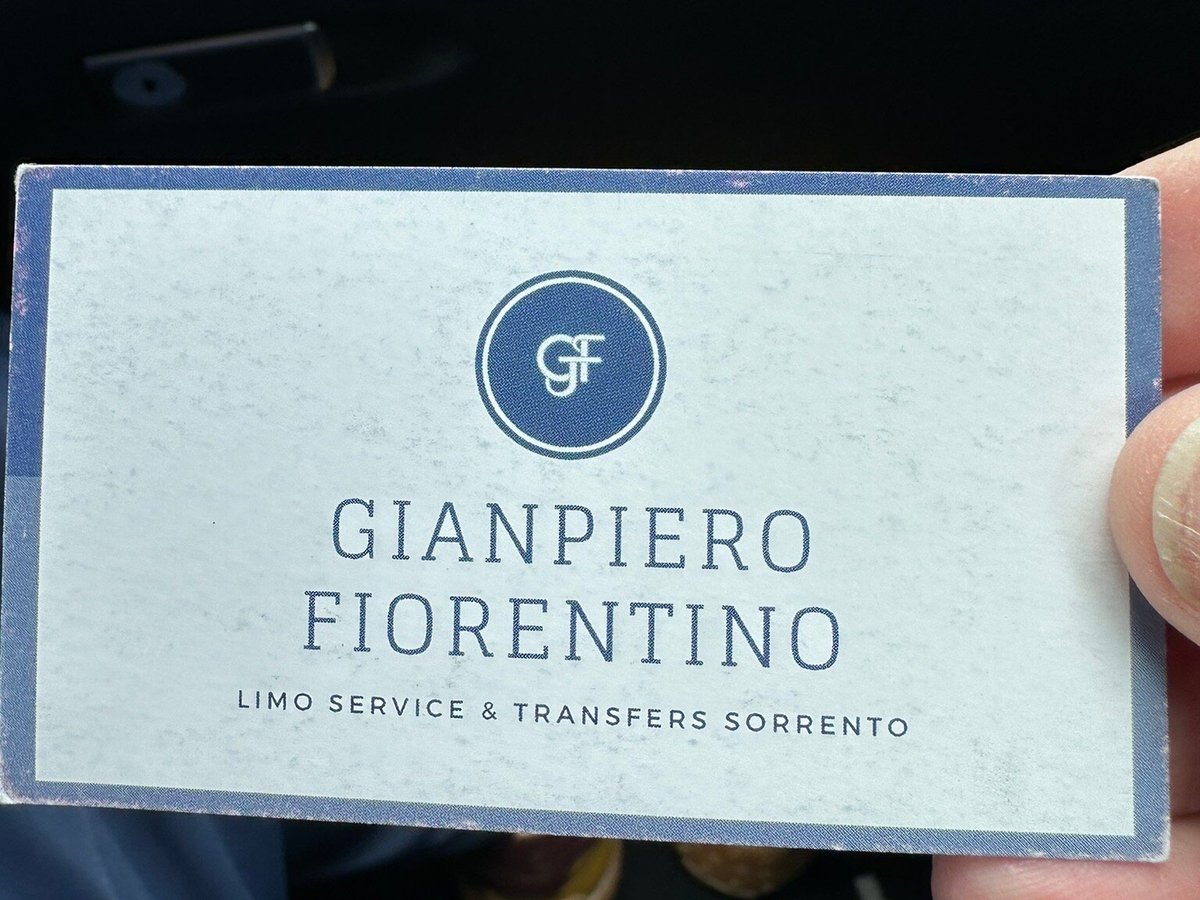 GF
GIANPIERO
FIORENTINO
LIMO SERVICE & TRANSFERS SORRENTO